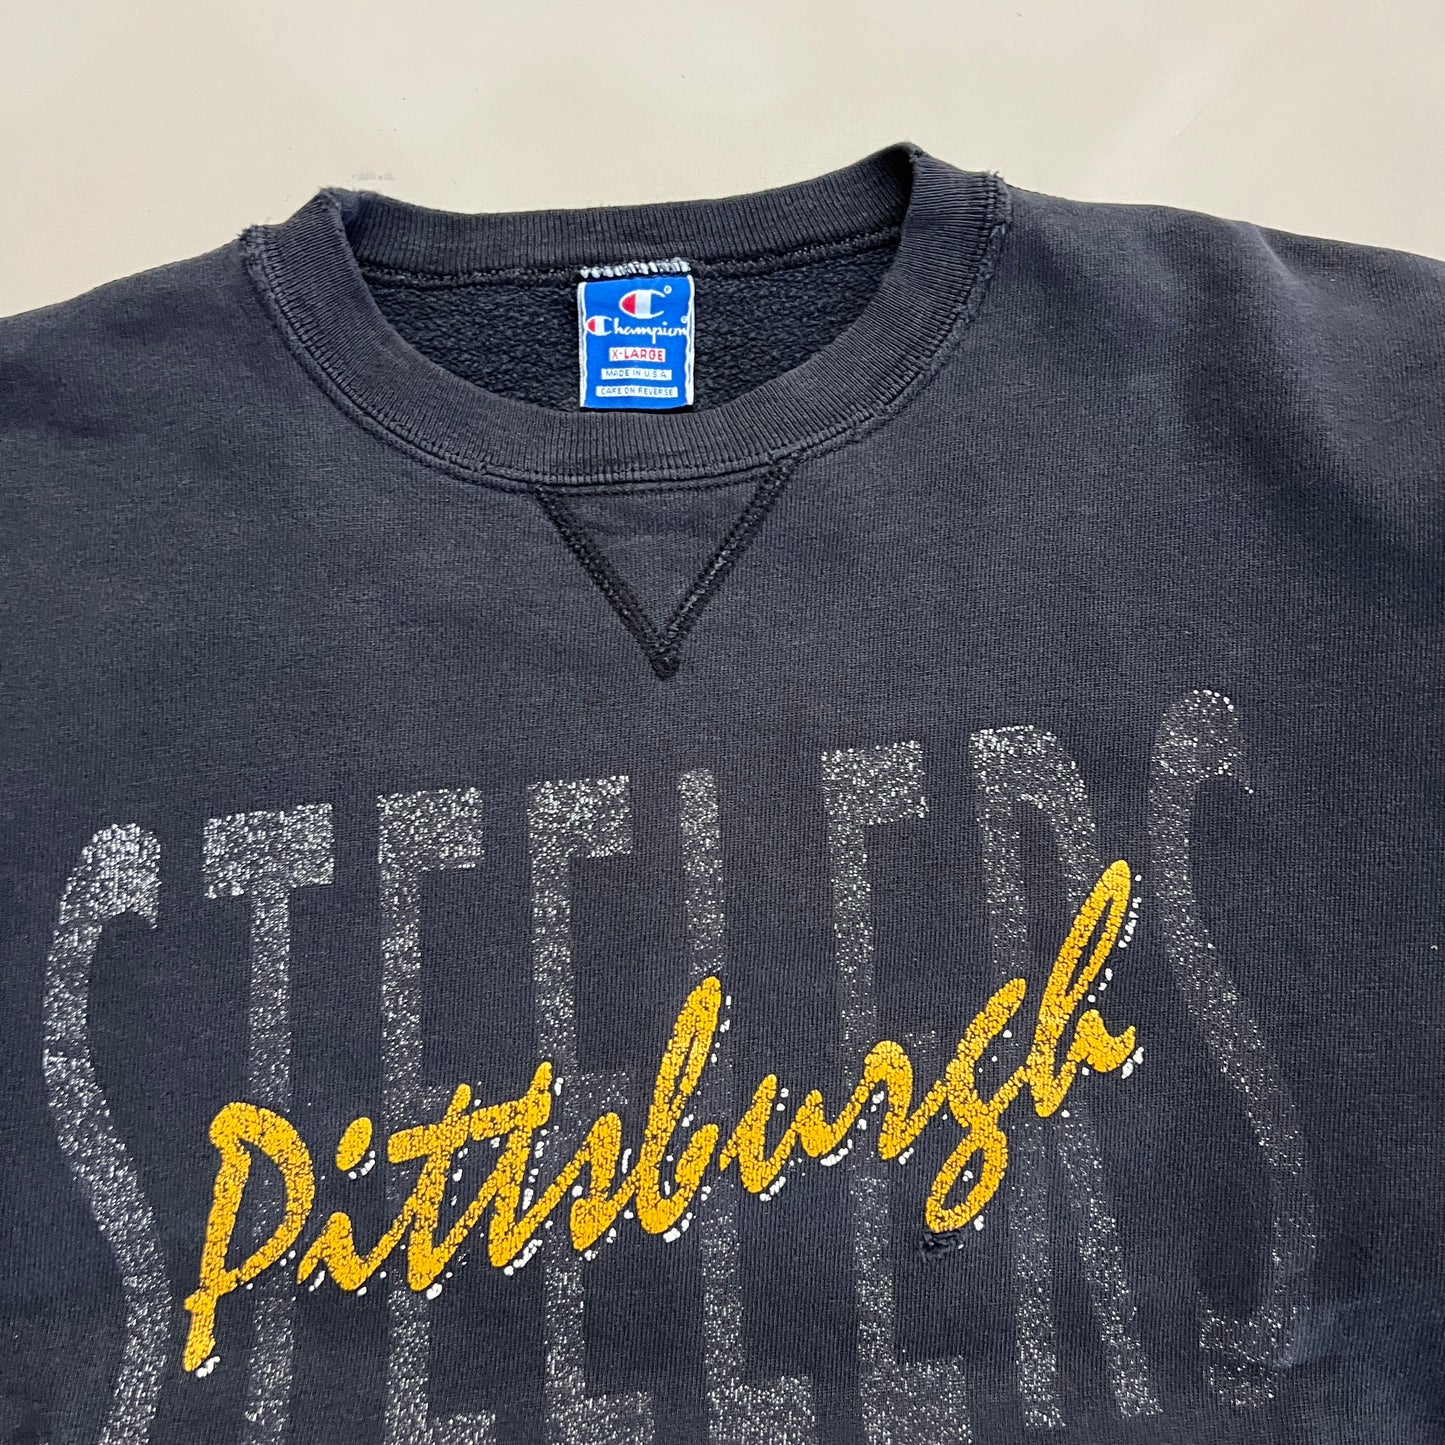 Champion
X-LARGE
MADE IN U.S.A.
CARE ON REVERSE
STEELERS
Pittsburgh